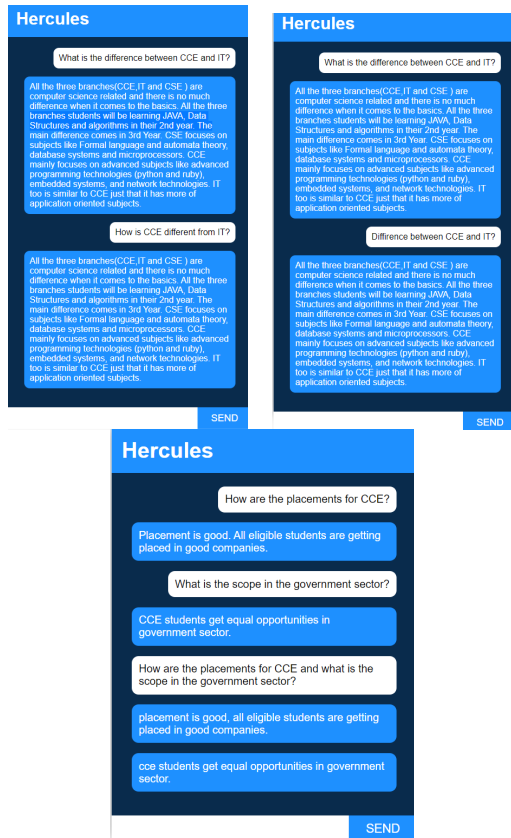 Hercules
What is the difference between CCE and IT?
All the three branches(CCE,IT and CSE ) are
computer science related and there is no much
difference when it comes to the basics. All the three
branches students will be learning JAVA, Data
Structures and algorithms in their 2nd year. The
main difference comes in 3rd Year. CSE focuses on
subjects like Formal language and automata theory,
database systems and microprocessors. CCE
mainly focuses on advanced subjects like advanced
programming technologies (python and ruby),
embedded systems, and network technologies. IT
too is similar to CCE just that it has more of
application oriented subjects.
How is CCE different from IT?
All the three branches(CCE,IT and CSE ) are
computer science related and there is no much
difference when it comes to the basics. All the three
branches students will be learning JAVA, Data
Structures and algorithms in their 2nd year. The
main difference comes in 3rd Year. CSE focuses on
subjects like Formal language and automata theory,
database systems and microprocessors. CCE
mainly focuses on advanced subjects like advanced
programming technologies (python and ruby),
embedded systems, and network technologies. IT
too is similar to CCE just that it has more of
application oriented subjects.
SEND
Hercules
What is the difference between CCE and IT?
All the three branches(CCE,IT and CSE ) are
computer science related and there is no much
difference when it comes to the basics. All the three
branches students will be learning JAVA, Data
Structures and algorithms in their 2nd year. The
main difference comes in 3rd Year. CSE focuses on
subjects like Formal language and automata theory,
database systems and microprocessors. CCE
mainly focuses on advanced subjects like advanced
programming technologies (python and ruby),
embedded systems, and network technologies. IT
too is similar to CCE just that it has more of
application oriented subjects.
Diffirence between CCE and IT?
All the three branches(CCE,IT and CSE ) are
computer science related and there is no much
difference when it comes to the basics. All the three
branches students will be learning JAVA, Data
Structures and algorithms in their 2nd year. The
main difference comes in 3rd Year. CSE focuses on
subjects like Formal language and automata theory,
database systems and microprocessors. CCE
mainly focuses on advanced subjects like advanced
programming technologies (python and ruby),
embedded systems, and network technologies. IT
too is similar to CCE just that it has more of
application oriented subjects.
SEND
Hercules
How are the placements for CCE?
Placement is good. All eligible students are getting
placed in good companies.
What is the scope in the government sector?
CCE students get equal opportunities in
government sector.
How are the placements for CCE and what is the
scope in the government sector?
placement is good, all eligible students are getting
placed in good companies.
cce students get equal opportunities in government
sector.
SEND